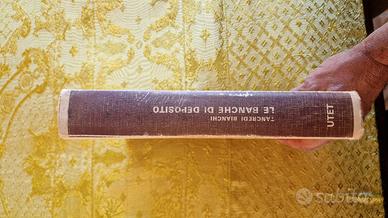 TANCREDI BIANCHI
LE BANCHE DI DEPOSITO
UTET
subito